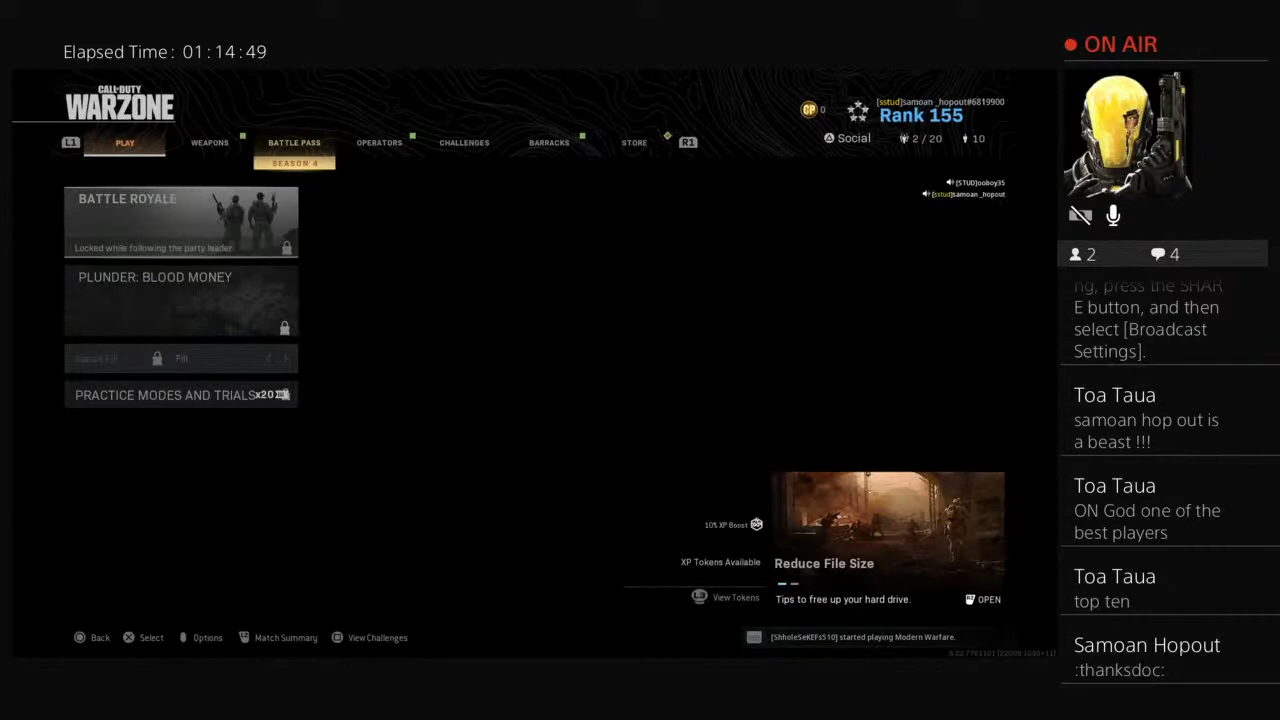 Elapsed Time: 01:14:49
ON AIR
CALL OF DUTY
WARZONE
CP 0
[sstud]samoan_hopout#6819900
Rank 155
Social
2 / 20
10
L1
PLAY
WEAPONS
BATTLE PASS
OPERATORS
CHALLENGES
BARRACKS
STORE
R1
SEASON 4
[STUD]ooboy35
[sstud]samoan_hopout
BATTLE ROYALE
Locked while following the party leader
PLUNDER: BLOOD MONEY
Squad Fill
Fill
PRACTICE MODES AND TRIALS
10% XP Boost
XP Tokens Available
View Tokens
Reduce File Size
Tips to free up your hard drive.
OPEN
Back
Select
Options
Match Summary
View Challenges
[ShholeSeKEFs510] started playing Modern Warfare.
2
4
ng, press the SHAR
E button, and then
select [Broadcast
Settings].
Toa Taua
samoan hop out is
a beast !!!
Toa Taua
ON God one of the
best players
Toa Taua
top ten
Samoan Hopout
:thanksdoc: